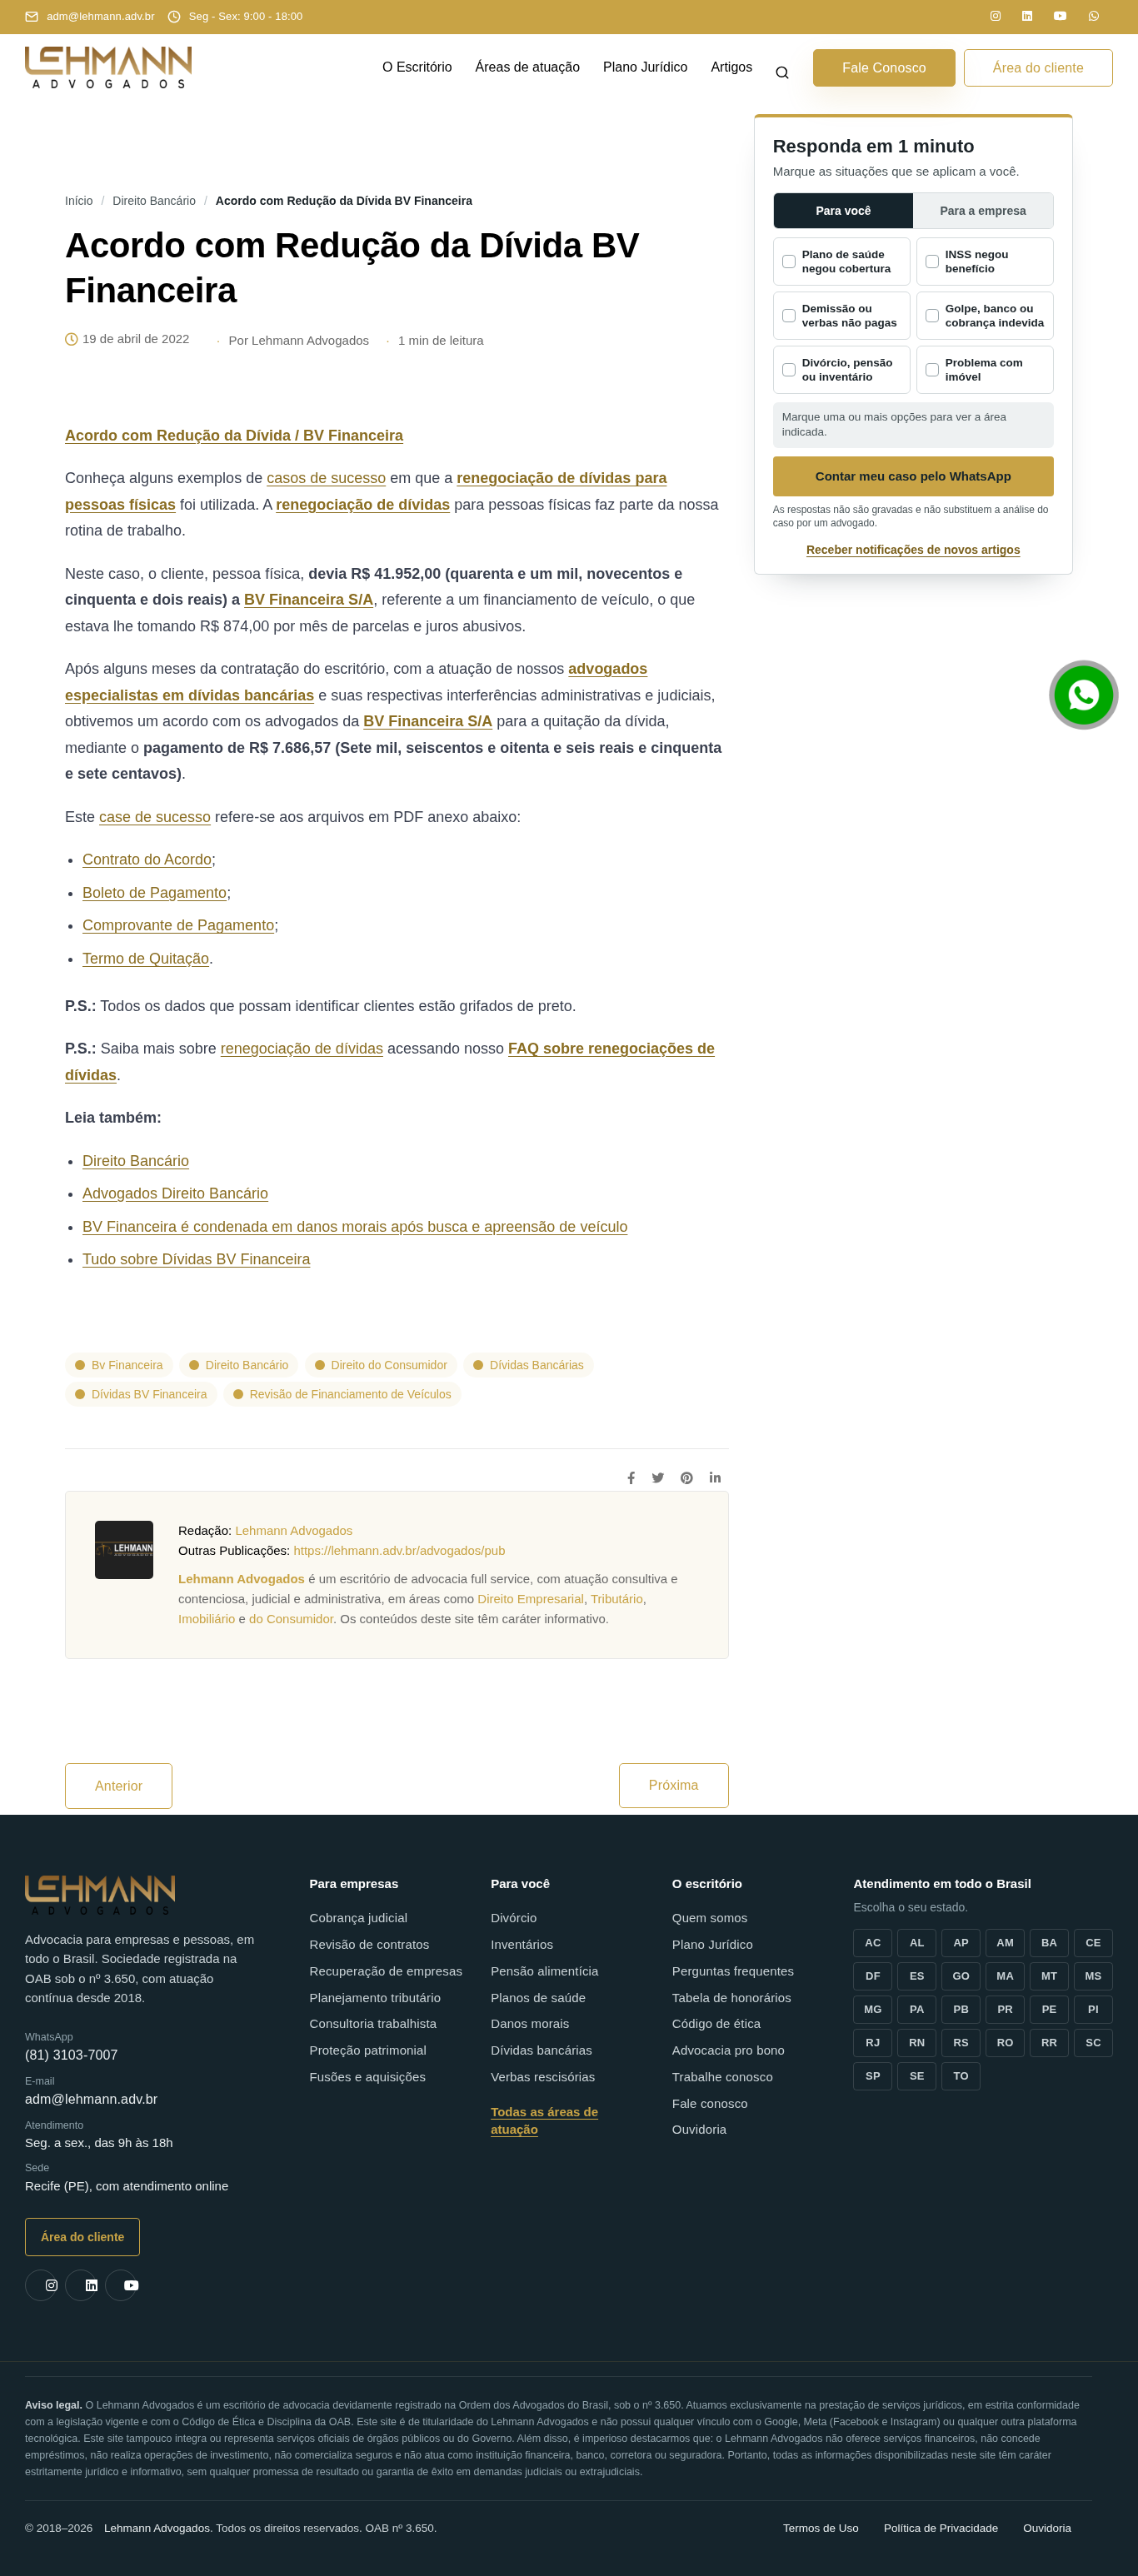 adm@lehmann.adv.br Seg - Sex: 9:00 - 18:00
LEHMANN
ADVOGADOS
O Escritório Áreas de atuação Plano Jurídico Artigos Fale Conosco Área do cliente
Início / Direito Bancário / Acordo com Redução da Dívida BV Financeira
Acordo com Redução da Dívida BV
Financeira
19 de abril de 2022 · Por Lehmann Advogados · 1 min de leitura
Acordo com Redução da Dívida / BV Financeira
Conheça alguns exemplos de casos de sucesso em que a renegociação de dívidas para
pessoas físicas foi utilizada. A renegociação de dívidas para pessoas físicas faz parte da nossa
rotina de trabalho.
Neste caso, o cliente, pessoa física, devia R$ 41.952,00 (quarenta e um mil, novecentos e
cinquenta e dois reais) a BV Financeira S/A, referente a um financiamento de veículo, o que
estava lhe tomando R$ 874,00 por mês de parcelas e juros abusivos.
Após alguns meses da contratação do escritório, com a atuação de nossos advogados
especialistas em dívidas bancárias e suas respectivas interferências administrativas e judiciais,
obtivemos um acordo com os advogados da BV Financeira S/A para a quitação da dívida,
mediante o pagamento de R$ 7.686,57 (Sete mil, seiscentos e oitenta e seis reais e cinquenta
e sete centavos).
Este case de sucesso refere-se aos arquivos em PDF anexo abaixo:
• Contrato do Acordo;
• Boleto de Pagamento;
• Comprovante de Pagamento;
• Termo de Quitação.
P.S.: Todos os dados que possam identificar clientes estão grifados de preto.
P.S.: Saiba mais sobre renegociação de dívidas acessando nosso FAQ sobre renegociações de
dívidas.
Leia também:
• Direito Bancário
• Advogados Direito Bancário
• BV Financeira é condenada em danos morais após busca e apreensão de veículo
• Tudo sobre Dívidas BV Financeira
Bv Financeira Direito Bancário Direito do Consumidor Dívidas Bancárias
Dívidas BV Financeira Revisão de Financiamento de Veículos
LEHMANN
Redação: Lehmann Advogados
Outras Publicações: https://lehmann.adv.br/advogados/pub
Lehmann Advogados é um escritório de advocacia full service, com atuação consultiva e
contenciosa, judicial e administrativa, em áreas como Direito Empresarial, Tributário,
Imobiliário e do Consumidor. Os conteúdos deste site têm caráter informativo.
Anterior Próxima
Responda em 1 minuto
Marque as situações que se aplicam a você.
Para você Para a empresa
Plano de saúde
negou cobertura
INSS negou
benefício
Demissão ou
verbas não pagas
Golpe, banco ou
cobrança indevida
Divórcio, pensão
ou inventário
Problema com
imóvel
Marque uma ou mais opções para ver a área
indicada.
Contar meu caso pelo WhatsApp
As respostas não são gravadas e não substituem a análise do
caso por um advogado.
Receber notificações de novos artigos
LEHMANN
ADVOGADOS
Advocacia para empresas e pessoas, em
todo o Brasil. Sociedade registrada na
OAB sob o nº 3.650, com atuação
contínua desde 2018.
WhatsApp
(81) 3103-7007
E-mail
adm@lehmann.adv.br
Atendimento
Seg. a sex., das 9h às 18h
Sede
Recife (PE), com atendimento online
Área do cliente
Para empresas
Cobrança judicial
Revisão de contratos
Recuperação de empresas
Planejamento tributário
Consultoria trabalhista
Proteção patrimonial
Fusões e aquisições
Para você
Divórcio
Inventários
Pensão alimentícia
Planos de saúde
Danos morais
Dívidas bancárias
Verbas rescisórias
Todas as áreas de
atuação
O escritório
Quem somos
Plano Jurídico
Perguntas frequentes
Tabela de honorários
Código de ética
Advocacia pro bono
Trabalhe conosco
Fale conosco
Ouvidoria
Atendimento em todo o Brasil
Escolha o seu estado.
AC AL AP AM BA CE
DF ES GO MA MT MS
MG PA PB PR PE PI
RJ RN RS RO RR SC
SP SE TO
Aviso legal. O Lehmann Advogados é um escritório de advocacia devidamente registrado na Ordem dos Advogados do Brasil, sob o nº 3.650. Atuamos exclusivamente na prestação de serviços jurídicos, em estrita conformidade
com a legislação vigente e com o Código de Ética e Disciplina da OAB. Este site é de titularidade do Lehmann Advogados e não possui qualquer vínculo com o Google, Meta (Facebook e Instagram) ou qualquer outra plataforma
tecnológica. Este site tampouco integra ou representa serviços oficiais de órgãos públicos ou do Governo. Além disso, é imperioso destacarmos que: o Lehmann Advogados não oferece serviços financeiros, não concede
empréstimos, não realiza operações de investimento, não comercializa seguros e não atua como instituição financeira, banco, corretora ou seguradora. Portanto, todas as informações disponibilizadas neste site têm caráter
estritamente jurídico e informativo, sem qualquer promessa de resultado ou garantia de êxito em demandas judiciais ou extrajudiciais.
© 2018–2026 Lehmann Advogados. Todos os direitos reservados. OAB nº 3.650. Termos de Uso Política de Privacidade Ouvidoria